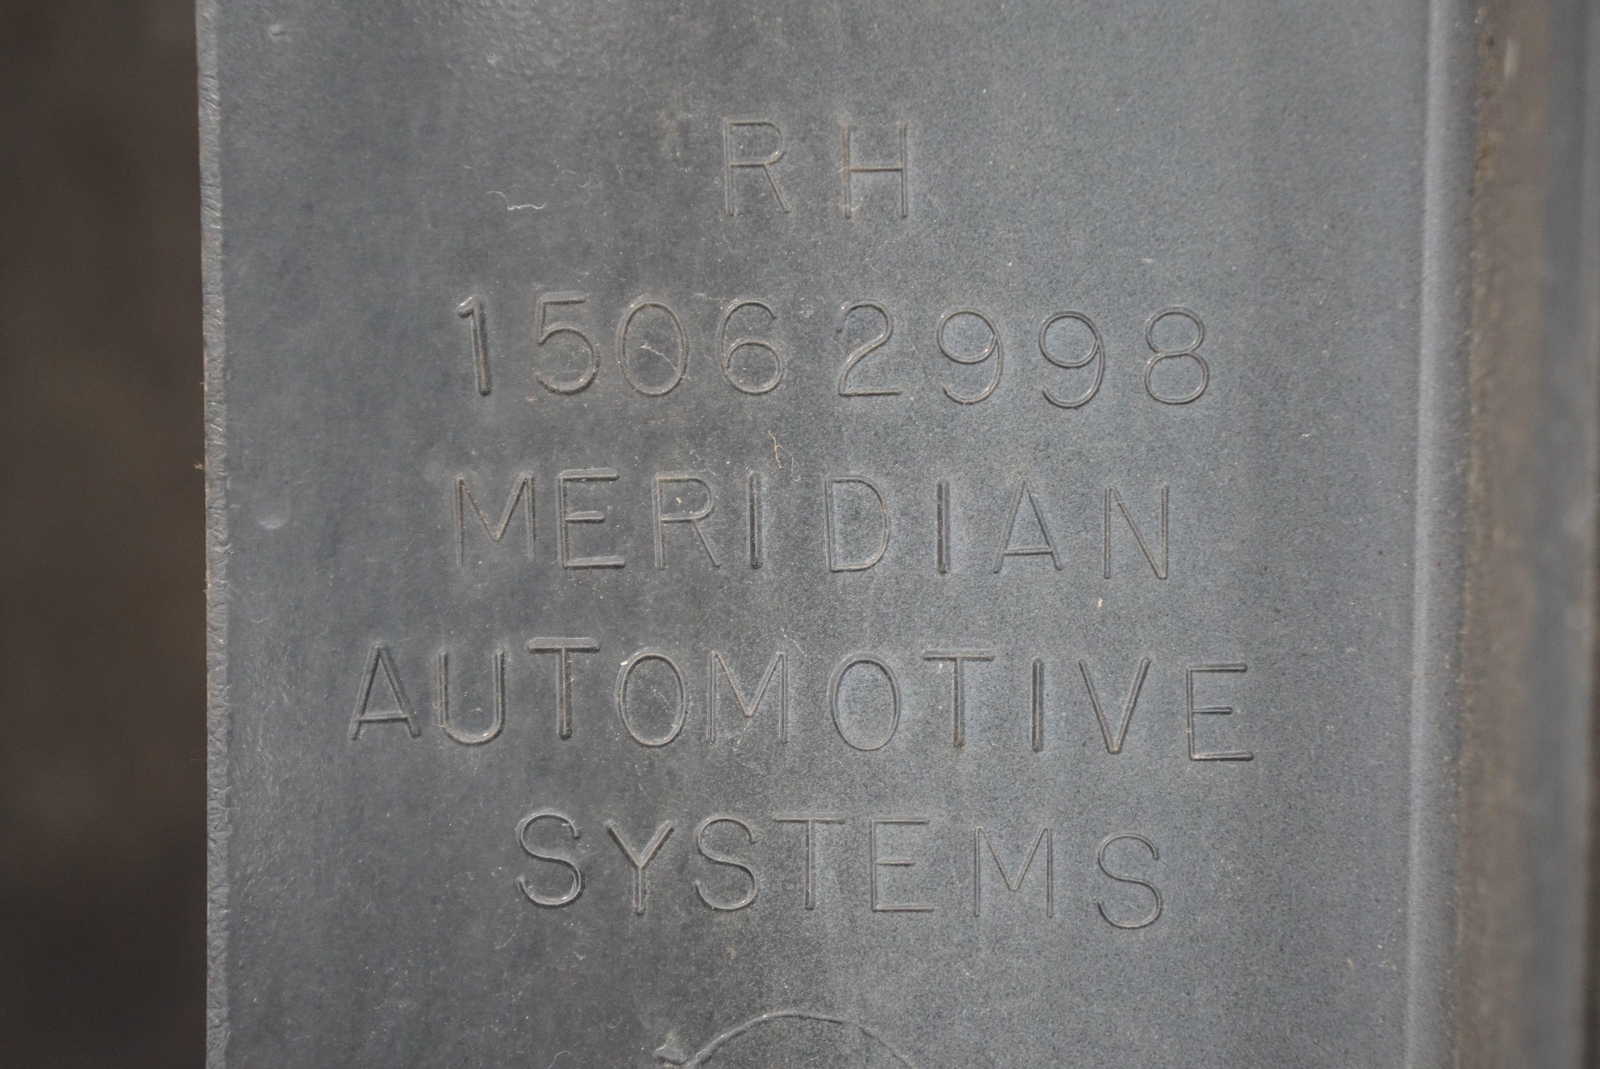 RH
15062998
MERIDIAN
AUTOMOTIVE
SYSTEMS